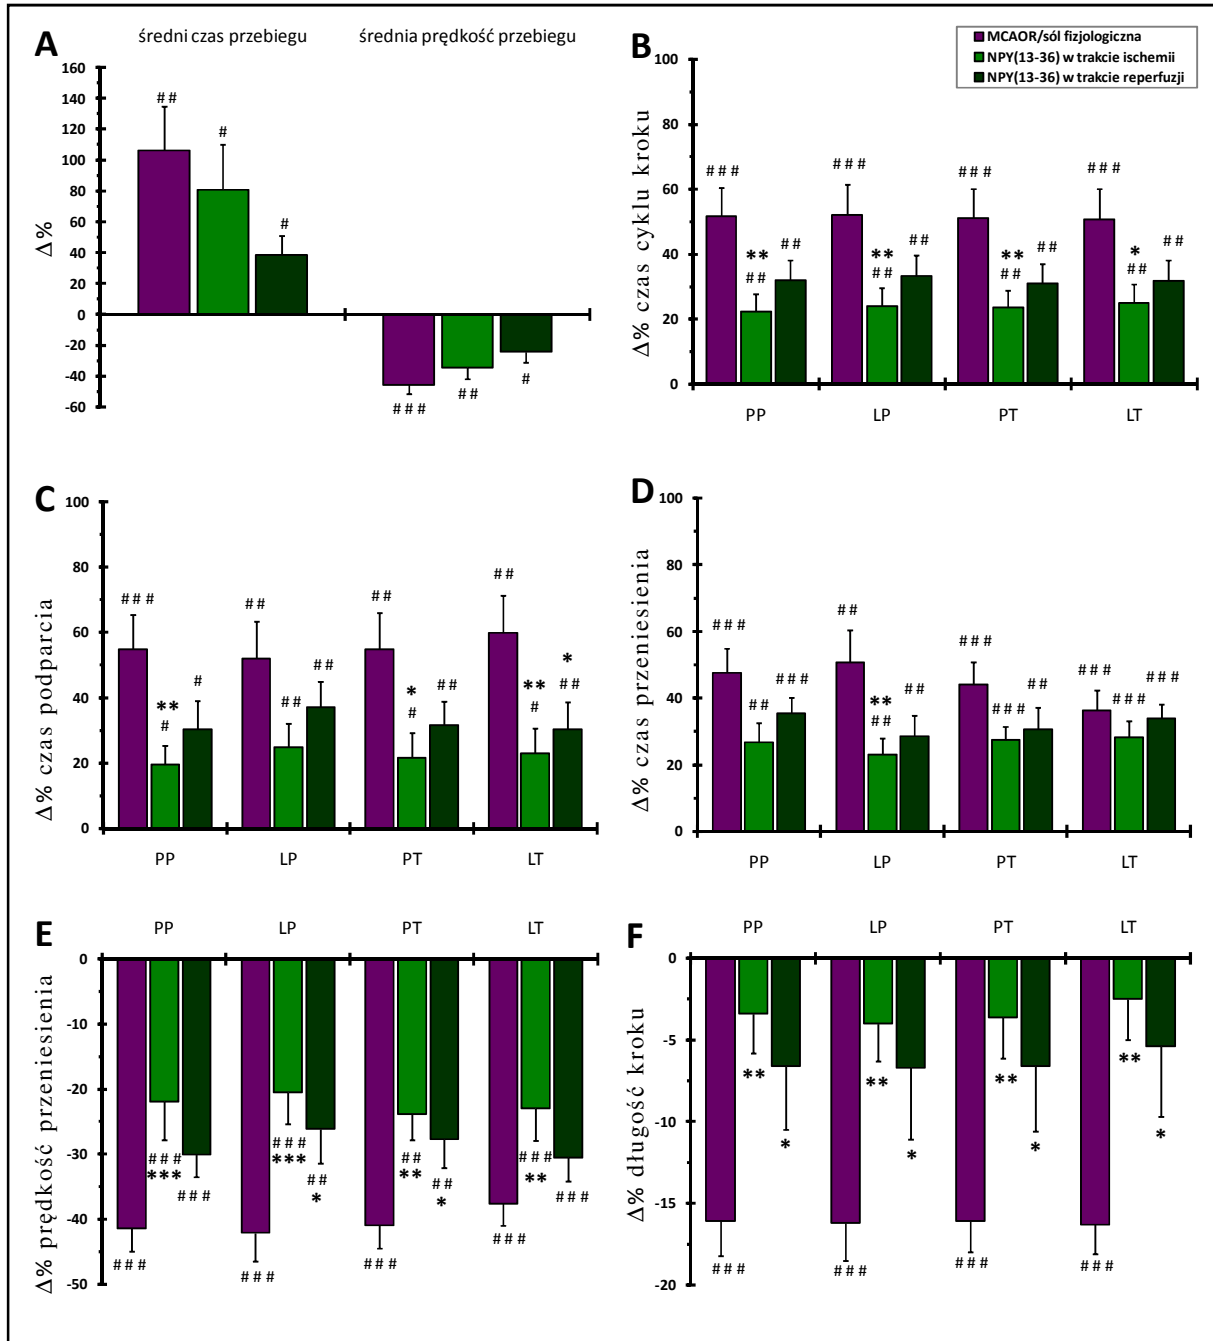 A
średni czas przebiegu
średnia prędkość przebiegu
Δ%
160
140
120
100
80
60
40
20
0
-20
-40
-60
# #
#
#
# # #
# #
#
B
MCAOR/sól fizjologiczna
NPY(13-36) w trakcie ischemii
NPY(13-36) w trakcie reperfuzji
Δ% czas cyklu kroku
100
80
60
40
20
0
# # #
**
# #
# #
# # #
**
# #
# #
# # #
**
# #
# #
# # #
*
# #
# #
PP LP PT LT
C
Δ% czas podparcia
100
80
60
40
20
0
# # #
**
#
#
# #
# #
# #
# #
*
#
# #
# #
**
#
*
# #
PP LP PT LT
D
Δ% czas przeniesienia
100
80
60
40
20
0
# # #
# #
# # #
# #
**
# #
# #
# # #
# # #
# #
# # #
# # #
# # #
PP LP PT LT
E
PP LP PT LT
Δ% prędkość przeniesienia
0
-10
-20
-30
-40
-50
# # #
# # #
***
# # #
# # #
# # #
***
# #
*
# # #
# #
**
# #
*
# # #
# # #
**
# # #
F
PP LP PT LT
Δ% długość kroku
0
-5
-10
-15
-20
# # #
**
*
# # #
**
*
# # #
**
*
# # #
**
*